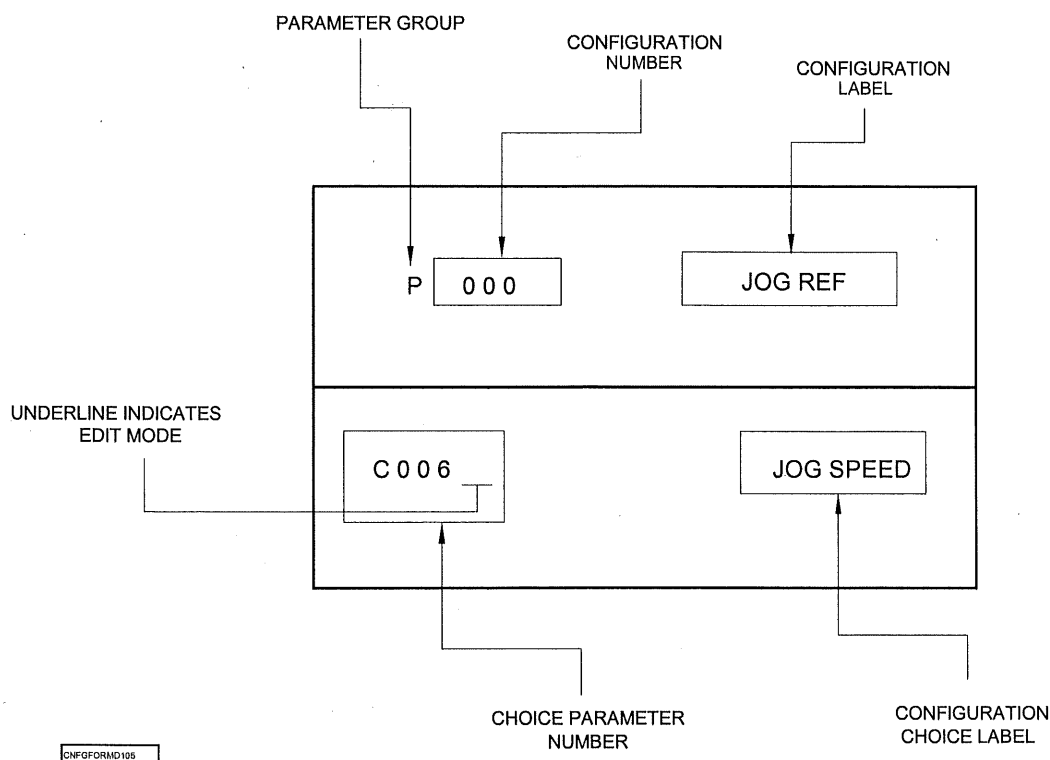 PARAMETER GROUP
CONFIGURATION
NUMBER
CONFIGURATION
LABEL
P 0 0 0
JOG REF
UNDERLINE INDICATES
EDIT MODE
C 0 0 6
JOG SPEED
CHOICE PARAMETER
NUMBER
CONFIGURATION
CHOICE LABEL
CNFGFORMD105